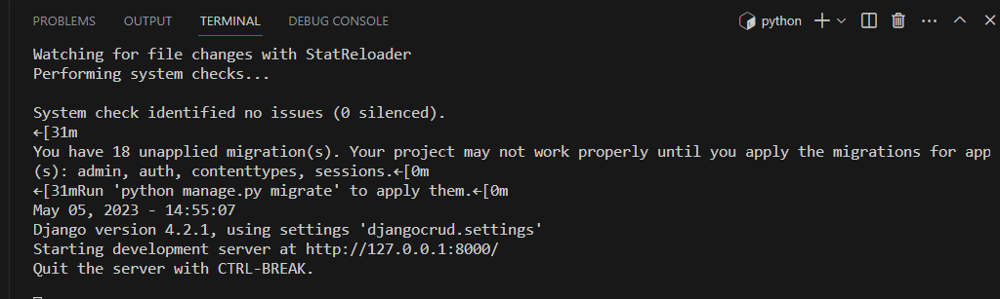 PROBLEMS OUTPUT TERMINAL DEBUG CONSOLE python
Watching for file changes with StatReloader
Performing system checks...
System check identified no issues (0 silenced).
←[31m
You have 18 unapplied migration(s). Your project may not work properly until you apply the migrations for app
(s): admin, auth, contenttypes, sessions.←[0m
←[31mRun 'python manage.py migrate' to apply them.←[0m
May 05, 2023 - 14:55:07
Django version 4.2.1, using settings 'djangocrud.settings'
Starting development server at http://127.0.0.1:8000/
Quit the server with CTRL-BREAK.